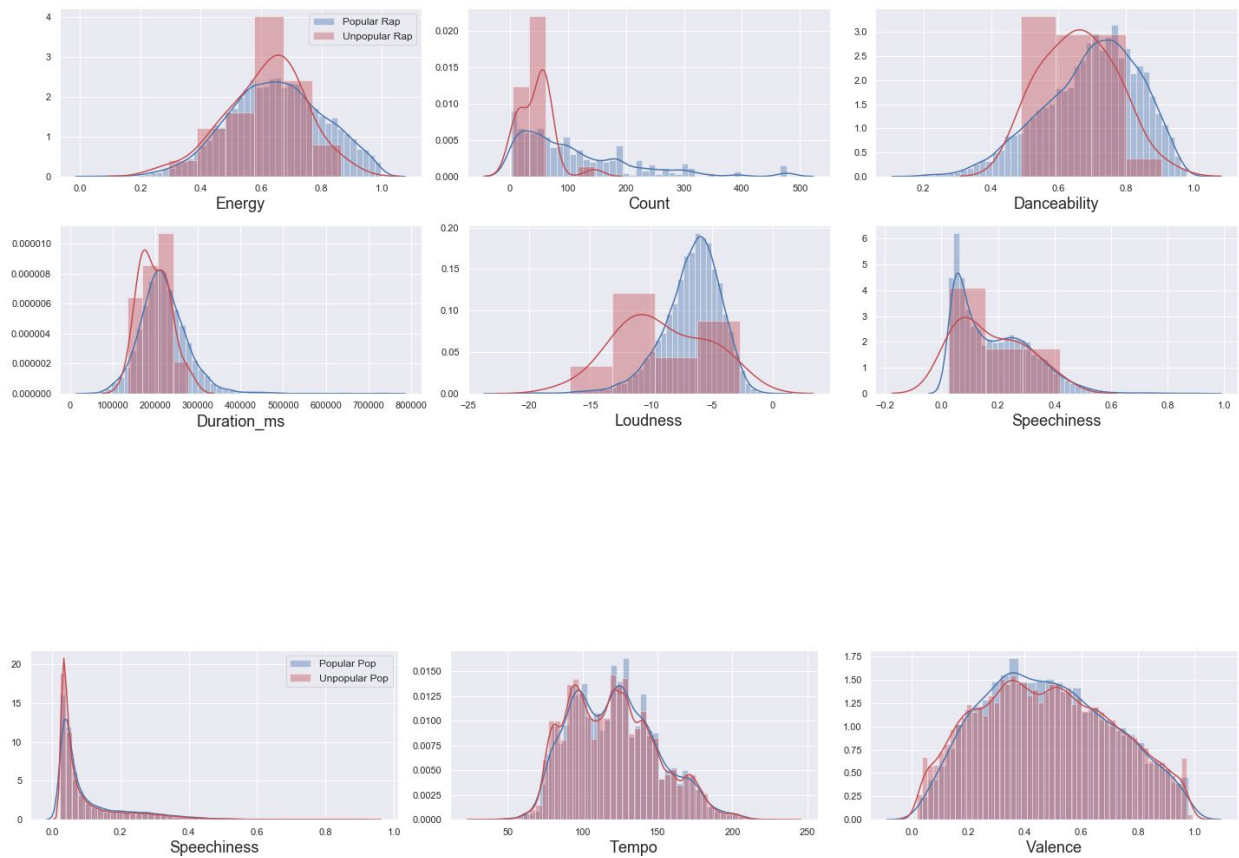 4
3
2
1
0
Popular Rap
Unpopular Rap
0.0 0.2 0.4 0.6 0.8 1.0
Energy
0.020
0.015
0.010
0.005
0.000
0 100 200 300 400 500
Count
3.0
2.5
2.0
1.5
1.0
0.5
0.0
0.2 0.4 0.6 0.8 1.0
Danceability
0.000010
0.000008
0.000006
0.000004
0.000002
0.000000
0 100000 200000 300000 400000 500000 600000 700000 800000
Duration_ms
0.20
0.15
0.10
0.05
0.00
−25 −20 −15 −10 −5 0
Loudness
6
5
4
3
2
1
0
−0.2 0.0 0.2 0.4 0.6 0.8 1.0
Speechiness
20
15
10
5
0
Popular Pop
Unpopular Pop
0.0 0.2 0.4 0.6 0.8 1.0
Speechiness
0.0150
0.0125
0.0100
0.0075
0.0050
0.0025
0.0000
50 100 150 200 250
Tempo
1.75
1.50
1.25
1.00
0.75
0.50
0.25
0.00
0.0 0.2 0.4 0.6 0.8 1.0
Valence